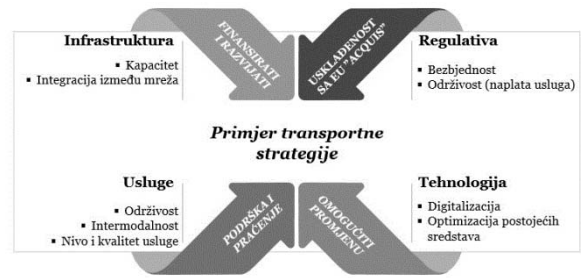 Infrastruktura
▪ Kapacitet
▪ Integracija između mreža
FINANSIRATI
I RAZVIJATI
USKLAĐENOST
SA EU "ACQUIS"
Regulativa
▪ Bezbjednost
▪ Održivost (naplata usluga)
Primjer transportne
strategije
Usluge
▪ Održivost
▪ Intermodalnost
▪ Nivo i kvalitet usluge
PODRŠKA I
PRAĆENJE
OMOGUĆITI
PROMJENU
Tehnologija
▪ Digitalizacija
▪ Optimizacija postojećih
sredstava